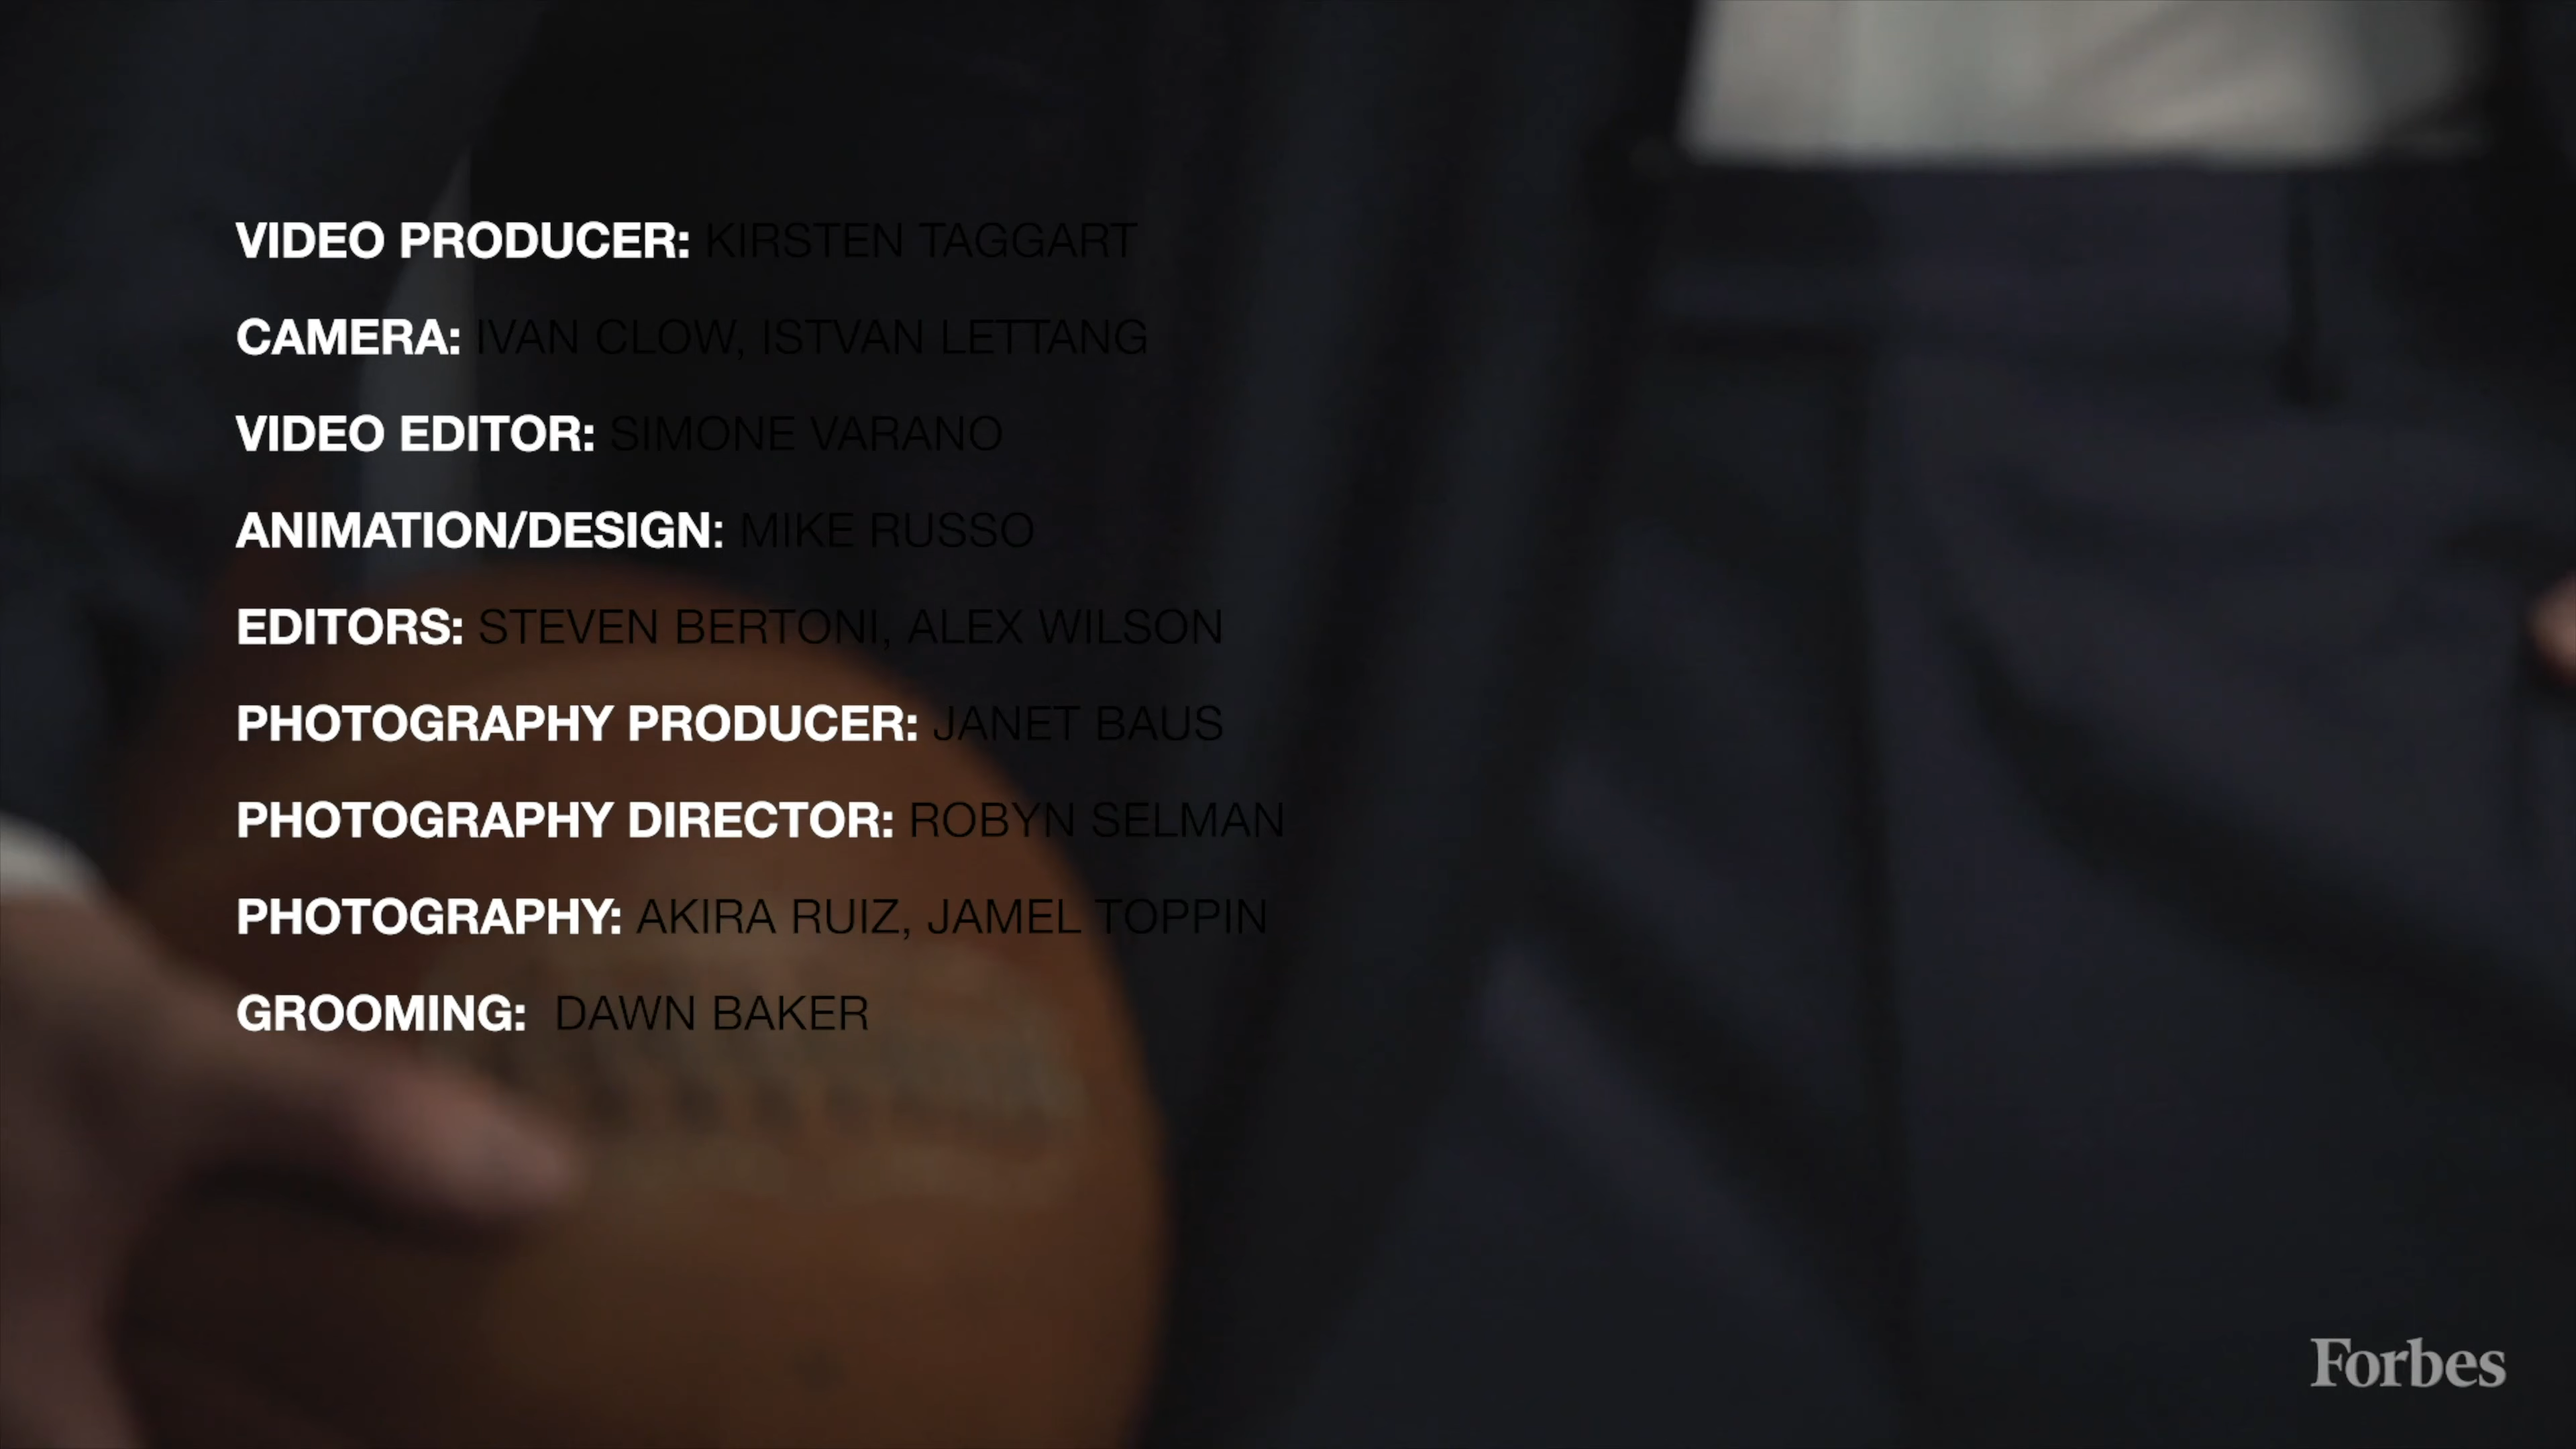 VIDEO PRODUCER: KIRSTEN TAGGART
CAMERA: IVAN CLOW, ISTVAN LETTANG
VIDEO EDITOR: SIMONE VARANO
ANIMATION/DESIGN: MIKE RUSSO
EDITORS: STEVEN BERTONI, ALEX WILSON
PHOTOGRAPHY PRODUCER: JANET BAUS
PHOTOGRAPHY DIRECTOR: ROBYN SELMAN
PHOTOGRAPHY: AKIRA RUIZ, JAMEL TOPPIN
GROOMING: DAWN BAKER
Forbes